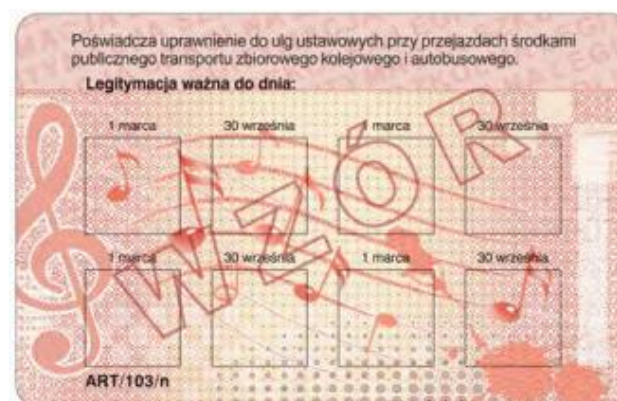 Poświadcza uprawnienie do ulg ustawowych przy przejazdach środkami
publicznego transportu zbiorowego kolejowego i autobusowego.
Legitymacja ważna do dnia:
1 marca 30 września 1 marca 30 września
WZÓR
1 marca 30 września 1 marca 30 września
ART/103/n